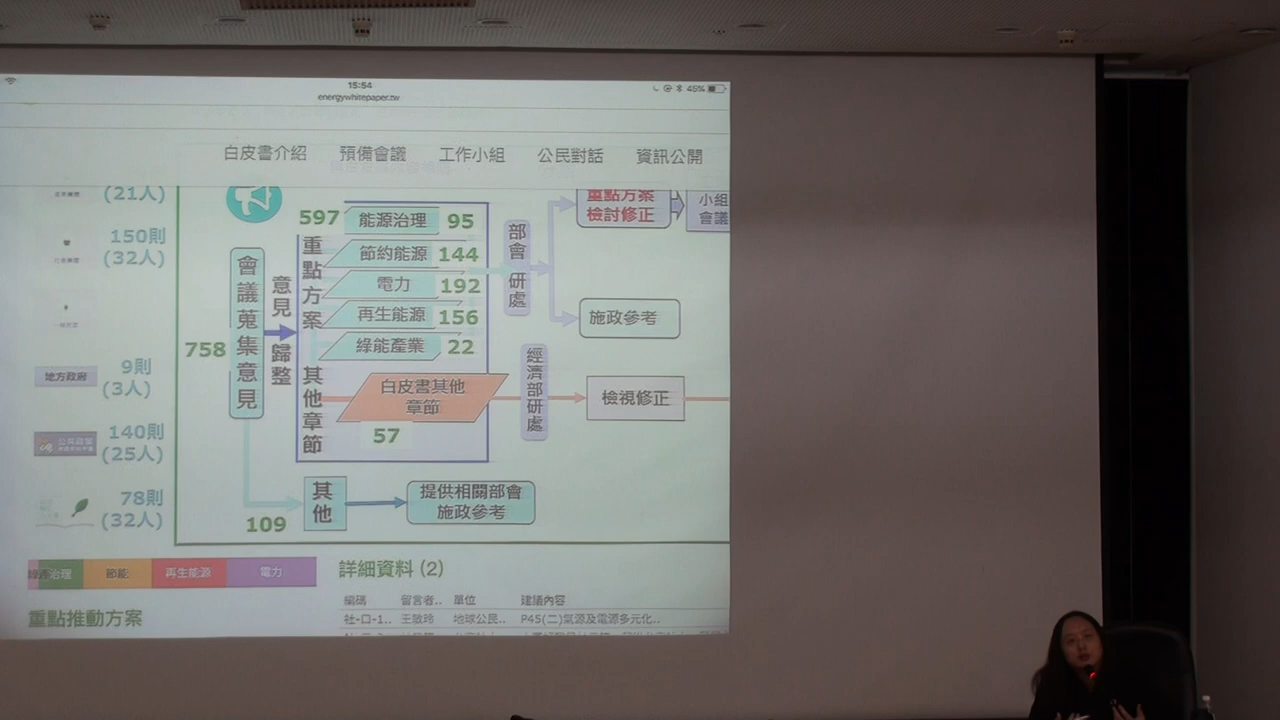 15:54
energywhitepaper.tw
45%
白皮書介紹 預備會議 工作小組 公民對話 資訊公開
(21人)
150則
(32人)
9則
地方政府
(3人)
140則
(25人)
78則
(32人)
758
會議蒐集意見
意見歸整
597
重點方案
能源治理 95
節約能源 144
電力 192
再生能源 156
綠能產業 22
其他章節
白皮書其他
章節
57
部會研處
重點方案
檢討修正
小組
會議
施政參考
經濟部研處
檢視修正
109
其他
提供相關部會
施政參考
治理 節能 再生能源 電力
詳細資料 (2)
重點推動方案
編碼 留言者.. 單位 建議內容
社-口-1.. 王敏玲 地球公民.. P45(二)氣源及電源多元化..